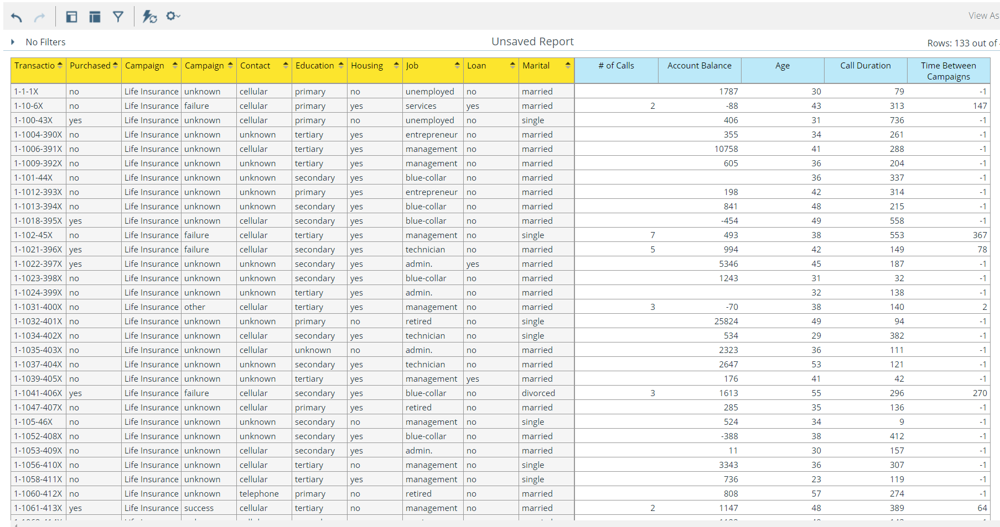 View As
No Filters Unsaved Report Rows: 133 out of
Transactio Purchased Campaign Campaign Contact Education Housing Job Loan Marital # of Calls Account Balance Age Call Duration Time Between Campaigns
1-1-1X no Life Insurance unknown cellular primary no unemployed no married 1787 30 79 -1
1-10-6X no Life Insurance failure cellular primary yes services yes married 2 -88 43 313 147
1-100-43X yes Life Insurance unknown cellular primary no unemployed no single 406 31 736 -1
1-1004-390X no Life Insurance unknown unknown tertiary yes entrepreneur no married 355 34 261 -1
1-1006-391X no Life Insurance unknown cellular tertiary yes management no married 10758 41 288 -1
1-1009-392X no Life Insurance unknown unknown tertiary yes management no married 605 36 204 -1
1-101-44X no Life Insurance unknown unknown secondary yes blue-collar no married 36 337 -1
1-1012-393X no Life Insurance unknown unknown primary yes entrepreneur no married 198 42 314 -1
1-1013-394X no Life Insurance unknown unknown secondary yes blue-collar no married 841 48 215 -1
1-1018-395X yes Life Insurance unknown cellular secondary yes blue-collar no married -454 49 558 -1
1-102-45X no Life Insurance failure cellular tertiary yes management no single 7 493 38 553 367
1-1021-396X yes Life Insurance failure cellular secondary yes technician no married 5 994 42 149 78
1-1022-397X yes Life Insurance unknown unknown secondary yes admin. yes married 5346 45 187 -1
1-1023-398X no Life Insurance unknown unknown secondary yes blue-collar no married 1243 31 32 -1
1-1024-399X no Life Insurance unknown unknown tertiary yes admin. no married 32 138 -1
1-1031-400X no Life Insurance other cellular tertiary yes management no married 3 -70 38 140 2
1-1032-401X no Life Insurance unknown unknown primary no retired no single 25824 49 94 -1
1-1034-402X no Life Insurance unknown cellular secondary yes technician no single 534 29 382 -1
1-1035-403X no Life Insurance unknown cellular unknown no admin. no married 2323 36 111 -1
1-1037-404X no Life Insurance unknown unknown secondary yes technician no married 2647 53 121 -1
1-1039-405X no Life Insurance unknown unknown tertiary yes management yes married 176 41 42 -1
1-1041-406X yes Life Insurance failure cellular secondary yes blue-collar no divorced 3 1613 55 296 270
1-1047-407X no Life Insurance unknown cellular primary yes retired no married 285 35 136 -1
1-105-46X no Life Insurance unknown unknown secondary no management no single 524 34 9 -1
1-1052-408X no Life Insurance unknown unknown secondary yes blue-collar no married -388 38 412 -1
1-1053-409X no Life Insurance unknown cellular secondary yes admin. no married 11 30 157 -1
1-1056-410X no Life Insurance unknown cellular tertiary no management no single 3343 36 307 -1
1-1058-411X no Life Insurance unknown cellular tertiary yes management no single 736 23 119 -1
1-1060-412X no Life Insurance unknown telephone primary no retired no married 808 57 274 -1
1-1061-413X yes Life Insurance success cellular tertiary no management no married 2 1147 48 389 64